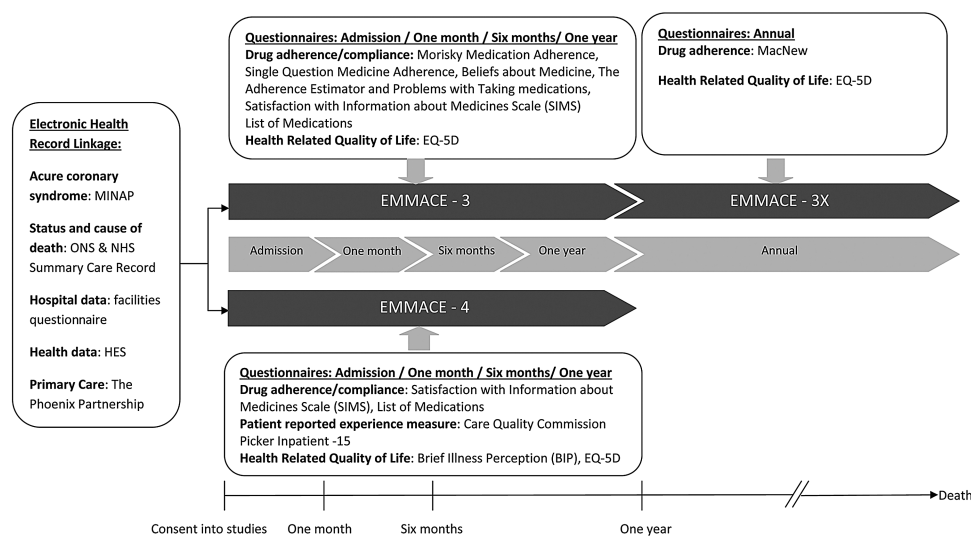 Electronic Health
Record Linkage:
Acure coronary
syndrome: MINAP
Status and cause of
death: ONS & NHS
Summary Care Record
Hospital data: facilities
questionnaire
Health data: HES
Primary Care: The
Phoenix Partnership
Questionnaires: Admission / One month / Six months/ One year
Drug adherence/compliance: Morisky Medication Adherence,
Single Question Medicine Adherence, Beliefs about Medicine, The
Adherence Estimator and Problems with Taking medications,
Satisfaction with Information about Medicines Scale (SIMS)
List of Medications
Health Related Quality of Life: EQ-5D
Questionnaires: Annual
Drug adherence: MacNew
Health Related Quality of Life: EQ-5D
EMMACE - 3
EMMACE - 3X
Admission
One month
Six months
One year
Annual
EMMACE - 4
Questionnaires: Admission / One month / Six months/ One year
Drug adherence/compliance: Satisfaction with Information about
Medicines Scale (SIMS), List of Medications
Patient reported experience measure: Care Quality Commission
Picker Inpatient -15
Health Related Quality of Life: Brief Illness Perception (BIP), EQ-5D
Death
Consent into studies
One month
Six months
One year